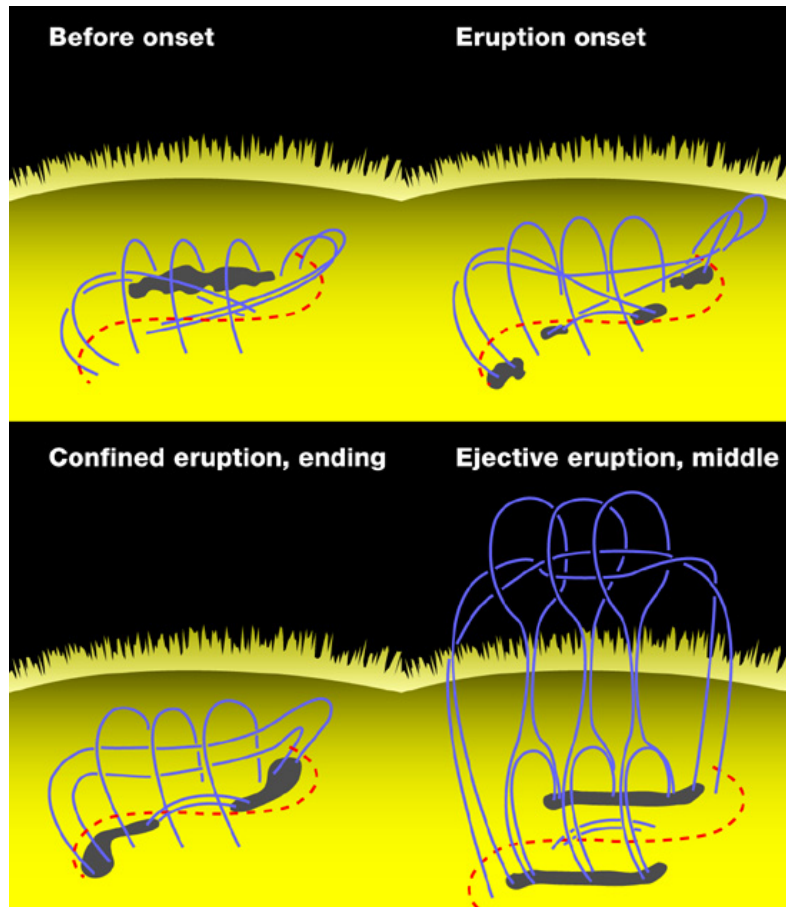 Before onset
Eruption onset
Confined eruption, ending
Ejective eruption, middle